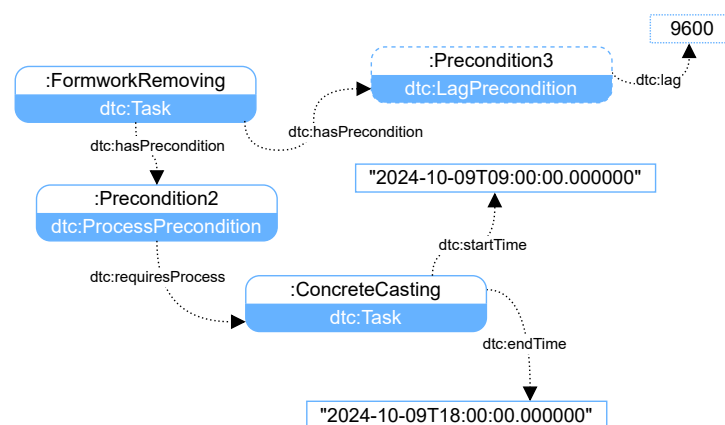 9600
:Precondition3
dtc:LagPrecondition
dtc:lag
:FormworkRemoving
dtc:Task
dtc:hasPrecondition
dtc:hasPrecondition
:Precondition2
dtc:ProcessPrecondition
"2024-10-09T09:00:00.000000"
dtc:startTime
dtc:requiresProcess
:ConcreteCasting
dtc:Task
dtc:endTime
"2024-10-09T18:00:00.000000"